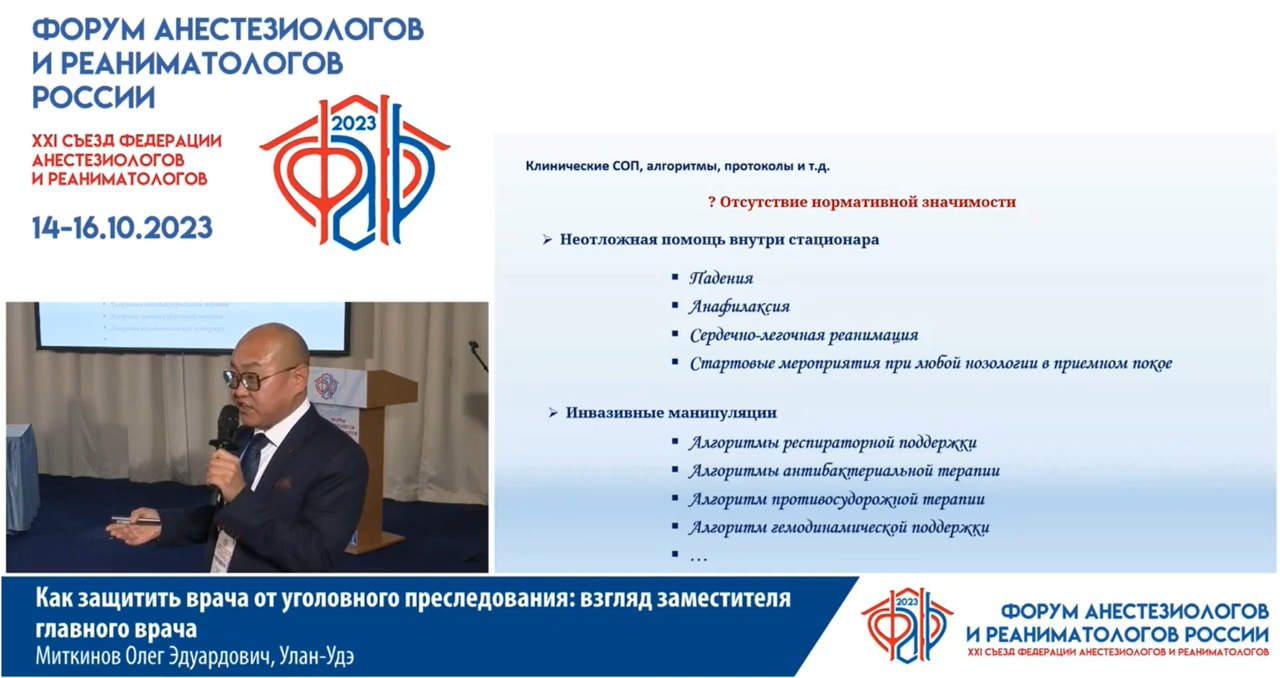 ФОРУМ АНЕСТЕЗИОЛОГОВ
И РЕАНИМАТОЛОГОВ
РОССИИ
XXI СЪЕЗД ФЕДЕРАЦИИ
АНЕСТЕЗИОЛОГОВ
И РЕАНИМАТОЛОГОВ
14-16.10.2023
2023
Клинические СОП, алгоритмы, протоколы и т.д.
? Отсутствие нормативной значимости
Неотложная помощь внутри стационара
Падения
Анафилаксия
Сердечно-легочная реанимация
Стартовые мероприятия при любой нозологии в приемном покое
Инвазивные манипуляции
Алгоритмы респираторной поддержки
Алгоритмы антибактериальной терапии
Алгоритм противосудорожной терапии
Алгоритм гемодинамической поддержки
...
Как защитить врача от уголовного преследования: взгляд заместителя
главного врача
Миткинов Олег Эдуардович, Улан-Удэ
2023
ФОРУМ АНЕСТЕЗИОЛОГОВ
И РЕАНИМАТОЛОГОВ РОССИИ
XXI СЪЕЗД ФЕДЕРАЦИИ АНЕСТЕЗИОЛОГОВ И РЕАНИМАТОЛОГОВ